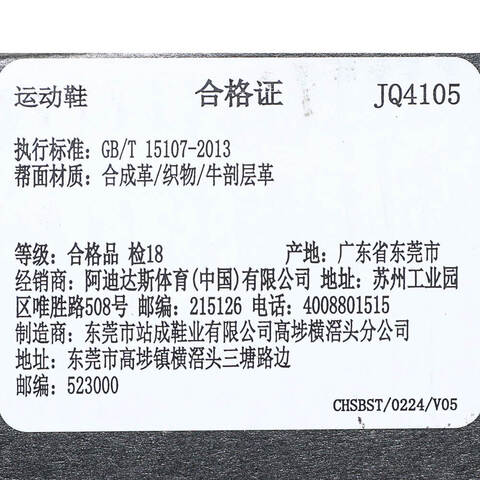 运动鞋 合格证 JQ4105
执行标准: GB/T 15107-2013
帮面材质: 合成革/织物/牛剖层革
等级: 合格品 检18 产地: 广东省东莞市
经销商: 阿迪达斯体育(中国)有限公司 地址: 苏州工业园
区唯胜路508号 邮编: 215126 电话: 4008801515
制造商: 东莞市站成鞋业有限公司高埗横滘头分公司
地址: 东莞市高埗镇横滘头三塘路边
邮编: 523000
CHSBST/0224/V05